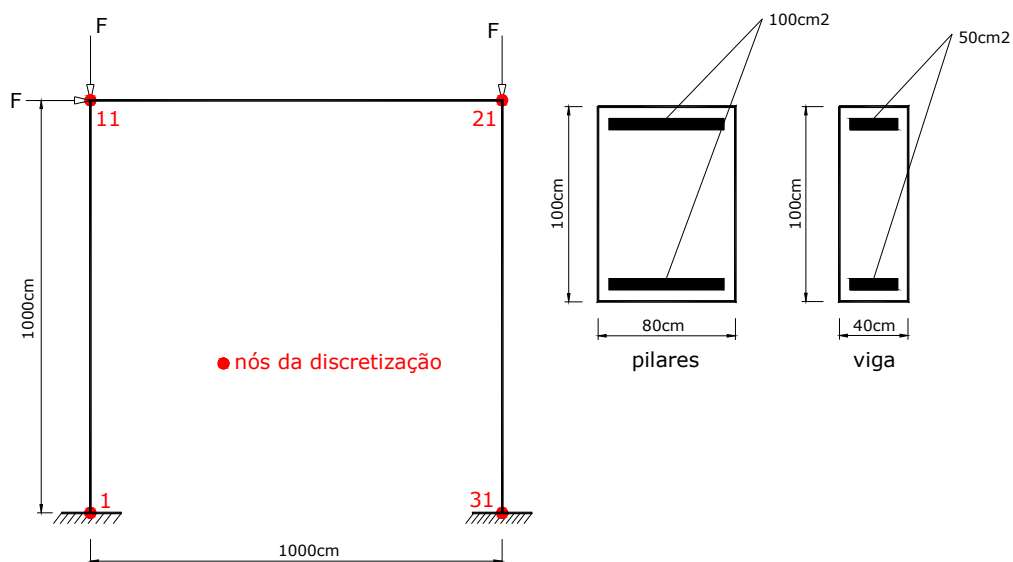 F
F
F
11
21
1000cm
nós da discretização
1
31
1000cm
100cm2
50cm2
100cm
100cm
80cm
40cm
pilares
viga